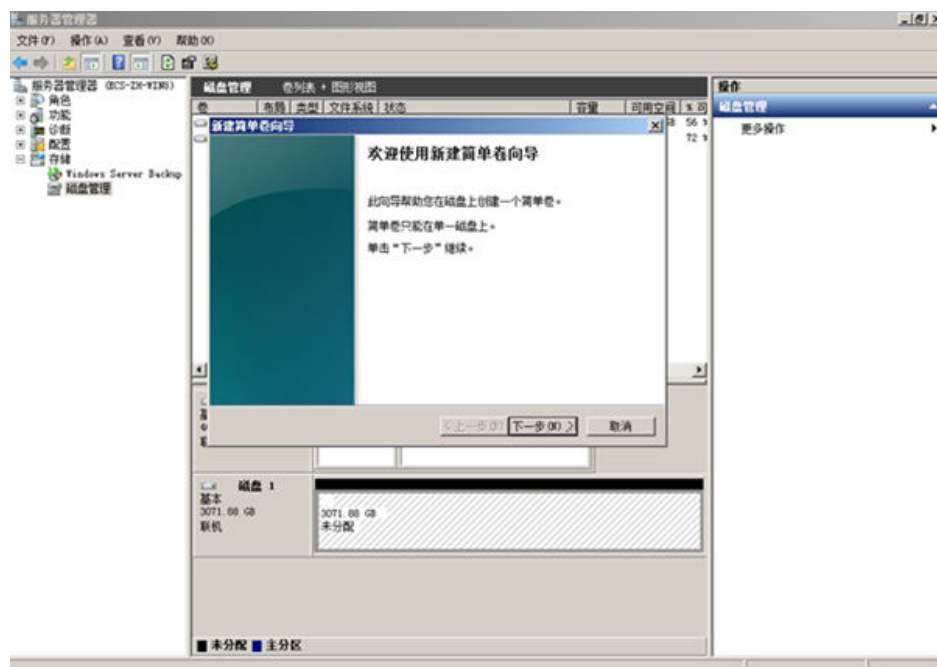 服务器管理器
文件(F) 操作(A) 查看(V) 帮助(H)
服务器管理器 (ECS-ZH-WIN8)
角色
功能
诊断
配置
存储
Windows Server Backup
磁盘管理
磁盘管理 卷列表 + 图形视图
卷 布局 类型 文件系统 状态 容量 可用空间 % 可
56 %
72 %
新建简单卷向导
欢迎使用新建简单卷向导
此向导帮助您在磁盘上创建一个简单卷。
简单卷只能在单一磁盘上。
单击“下一步”继续。
<上一步(B) 下一步(N)> 取消
磁盘 1
基本
3071.88 GB
联机
3071.88 GB
未分配
未分配 主分区
操作
磁盘管理
更多操作